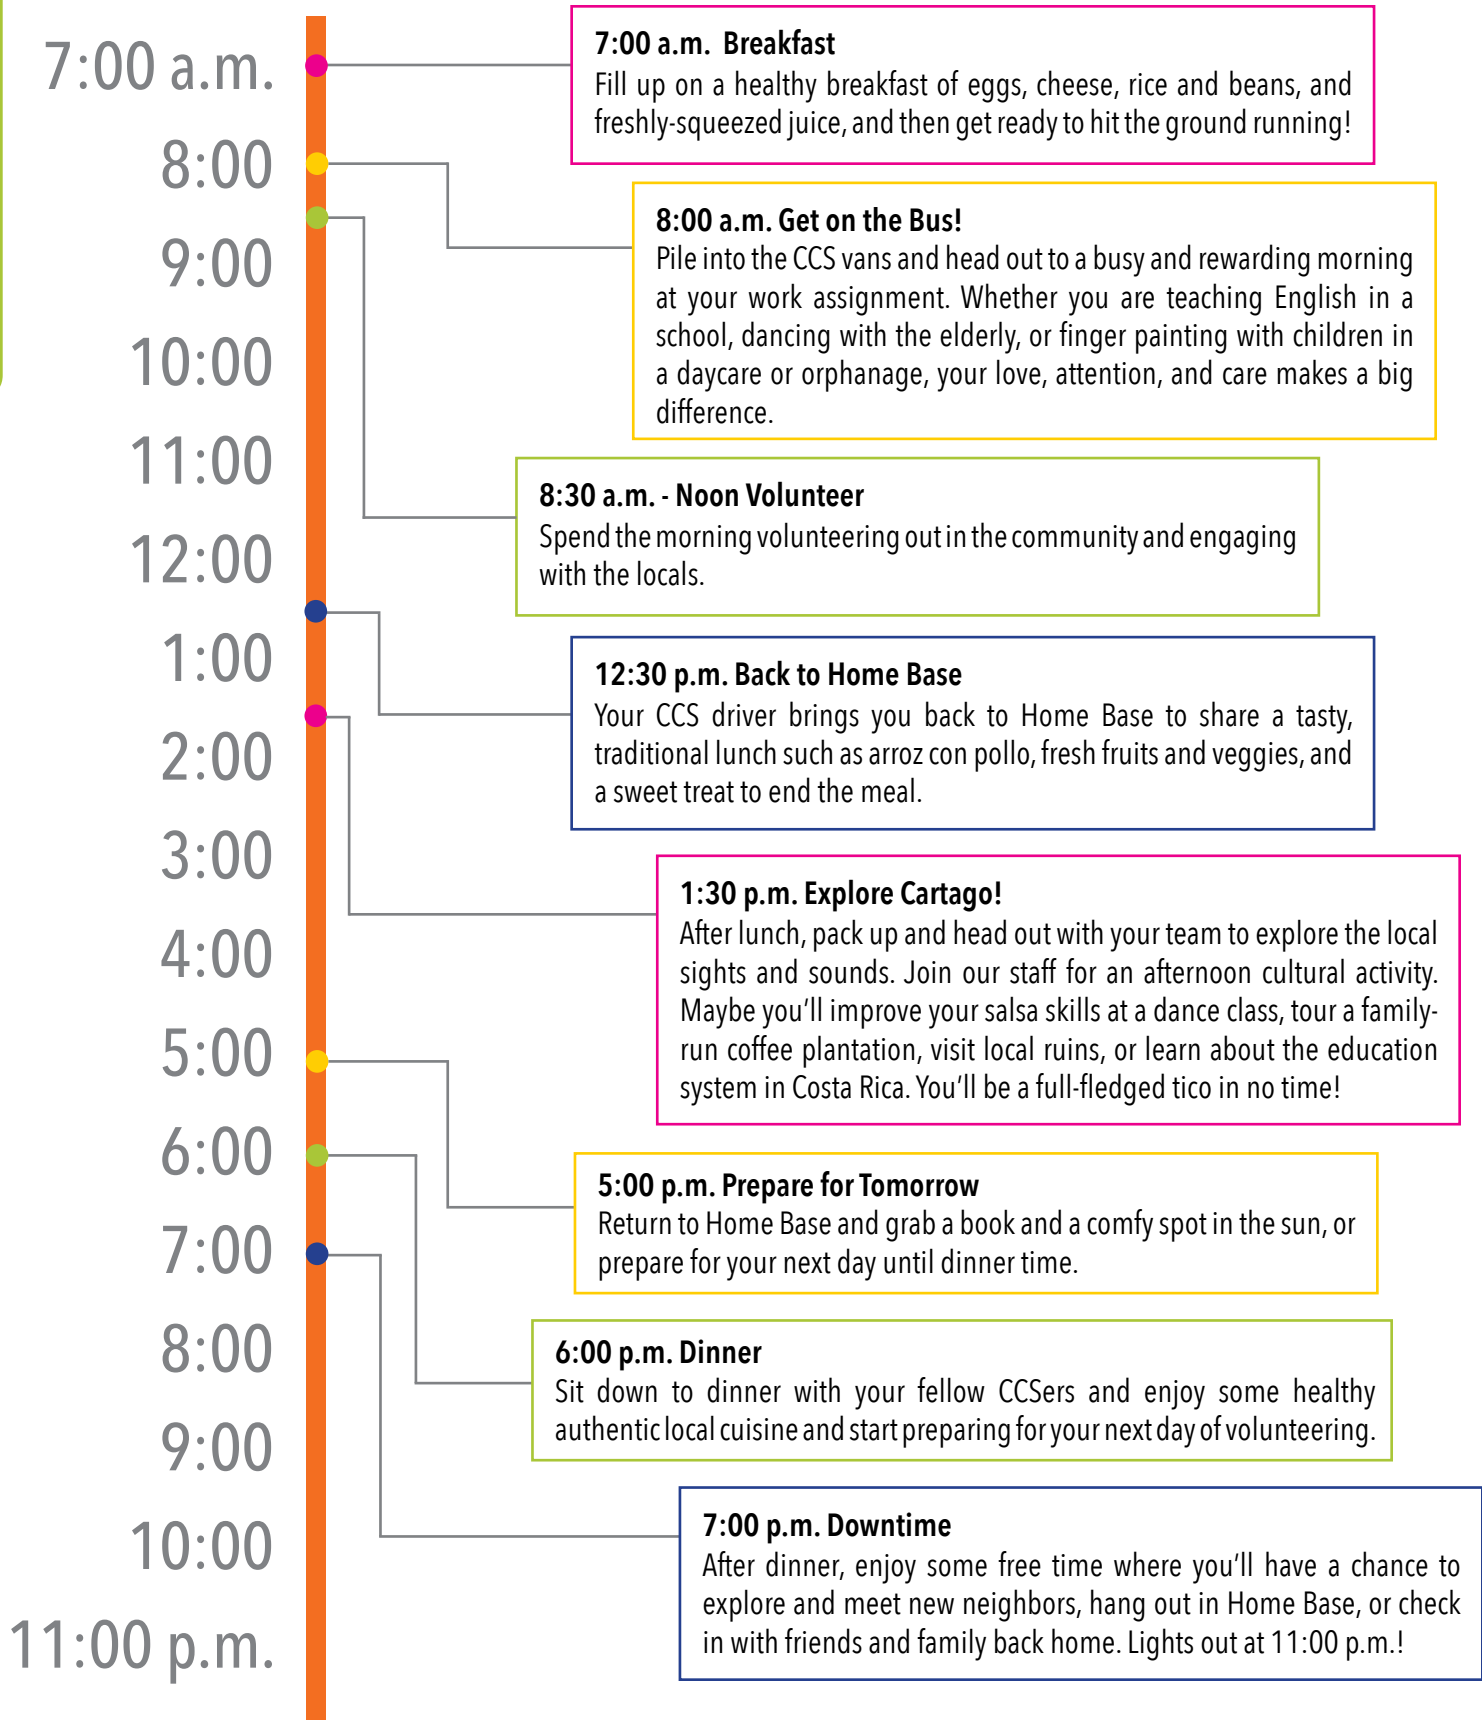 7:00 a.m.
8:00
9:00
10:00
11:00
12:00
1:00
2:00
3:00
4:00
5:00
6:00
7:00
8:00
9:00
10:00
11:00 p.m.
7:00 a.m. Breakfast
Fill up on a healthy breakfast of eggs, cheese, rice and beans, and
freshly-squeezed juice, and then get ready to hit the ground running!
8:00 a.m. Get on the Bus!
Pile into the CCS vans and head out to a busy and rewarding morning
at your work assignment. Whether you are teaching English in a
school, dancing with the elderly, or finger painting with children in
a daycare or orphanage, your love, attention, and care makes a big
difference.
8:30 a.m. - Noon Volunteer
Spend the morning volunteering out in the community and engaging
with the locals.
12:30 p.m. Back to Home Base
Your CCS driver brings you back to Home Base to share a tasty,
traditional lunch such as arroz con pollo, fresh fruits and veggies, and
a sweet treat to end the meal.
1:30 p.m. Explore Cartago!
After lunch, pack up and head out with your team to explore the local
sights and sounds. Join our staff for an afternoon cultural activity.
Maybe you'll improve your salsa skills at a dance class, tour a family-
run coffee plantation, visit local ruins, or learn about the education
system in Costa Rica. You'll be a full-fledged tico in no time!
5:00 p.m. Prepare for Tomorrow
Return to Home Base and grab a book and a comfy spot in the sun, or
prepare for your next day until dinner time.
6:00 p.m. Dinner
Sit down to dinner with your fellow CCSers and enjoy some healthy
authentic local cuisine and start preparing for your next day of volunteering.
7:00 p.m. Downtime
After dinner, enjoy some free time where you'll have a chance to
explore and meet new neighbors, hang out in Home Base, or check
in with friends and family back home. Lights out at 11:00 p.m.!